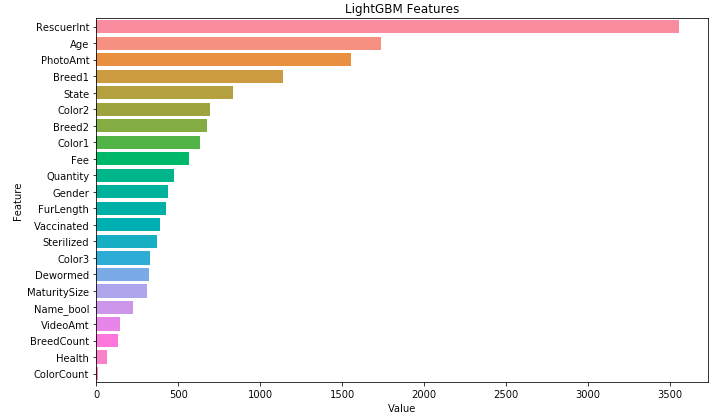 LightGBM Features
RescuerInt
Age
PhotoAmt
Breed1
State
Color2
Breed2
Color1
Fee
Quantity
Gender
FurLength
Vaccinated
Sterilized
Color3
Dewormed
MaturitySize
Name_bool
VideoAmt
BreedCount
Health
ColorCount
Feature
0 500 1000 1500 2000 2500 3000 3500
Value